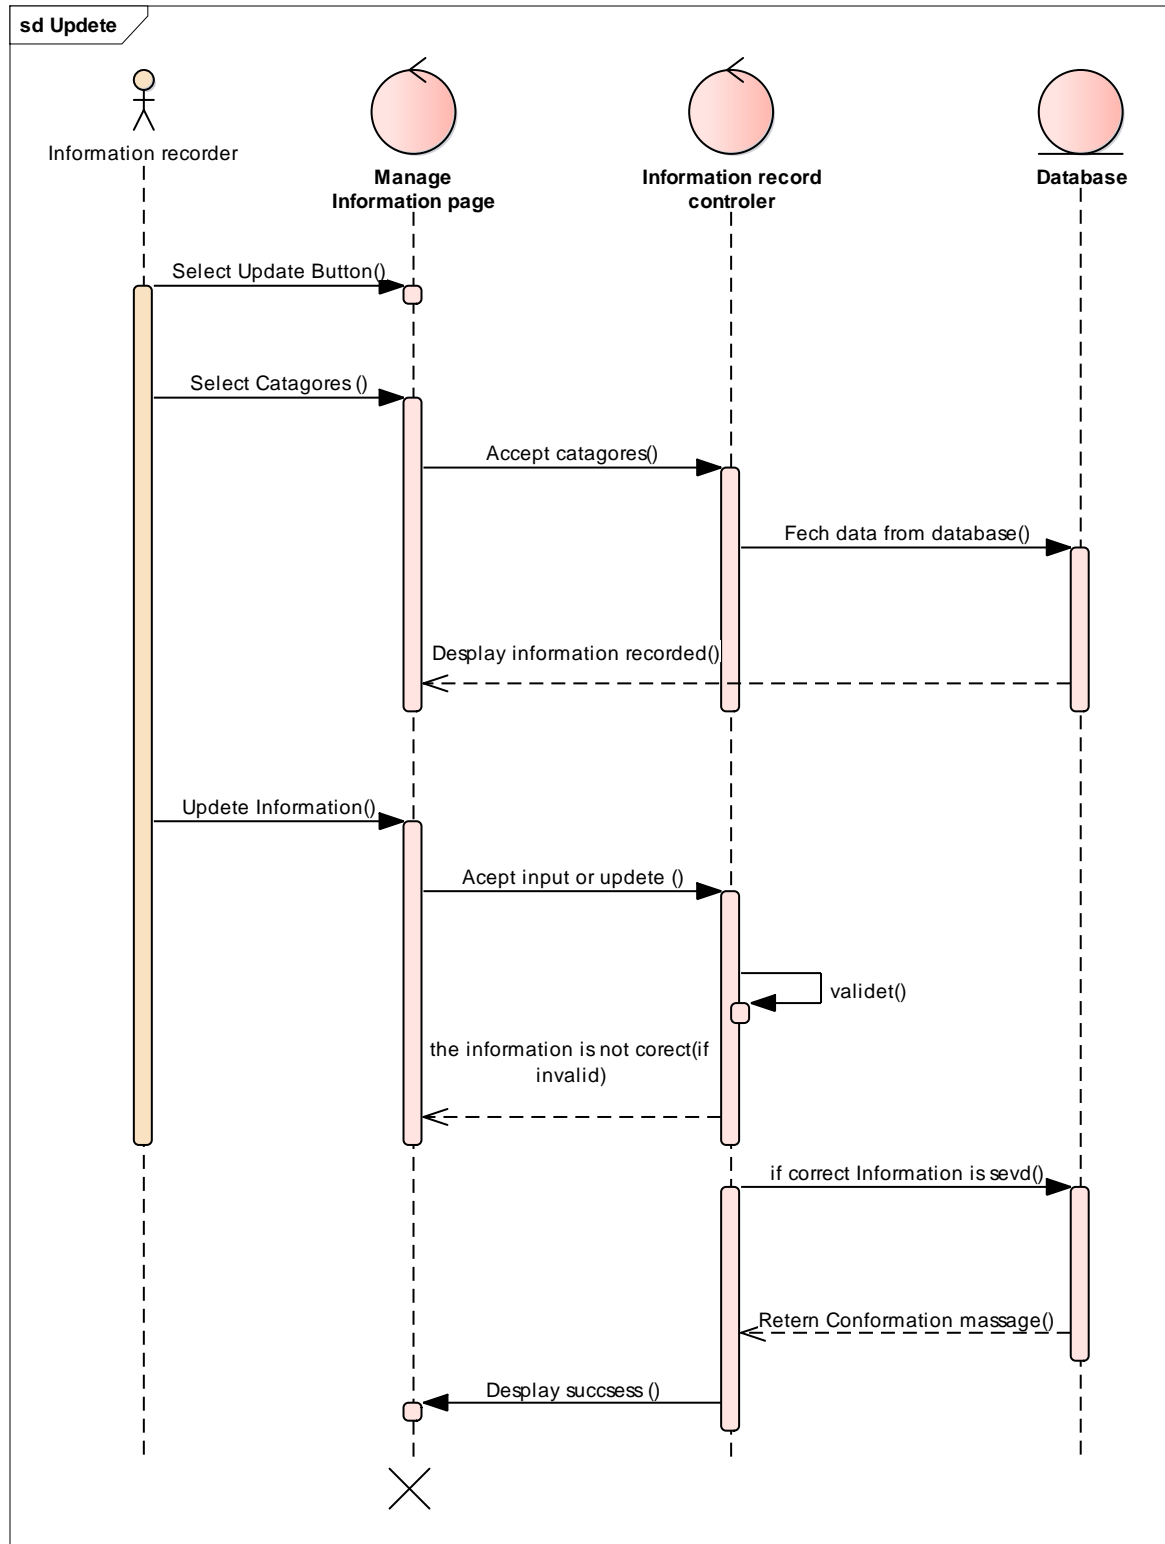 sd Updete
Information recorder
Manage
Information page
Information record
controler
Database
Select Update Button()
Select Catagores ()
Accept catagores()
Fech data from database()
Desplay information recorded()
Updete Information()
Acept input or updete ()
validet()
the information is not corect(if
invalid)
if correct Information is sevd()
Retern Conformation massage()
Desplay succsess ()